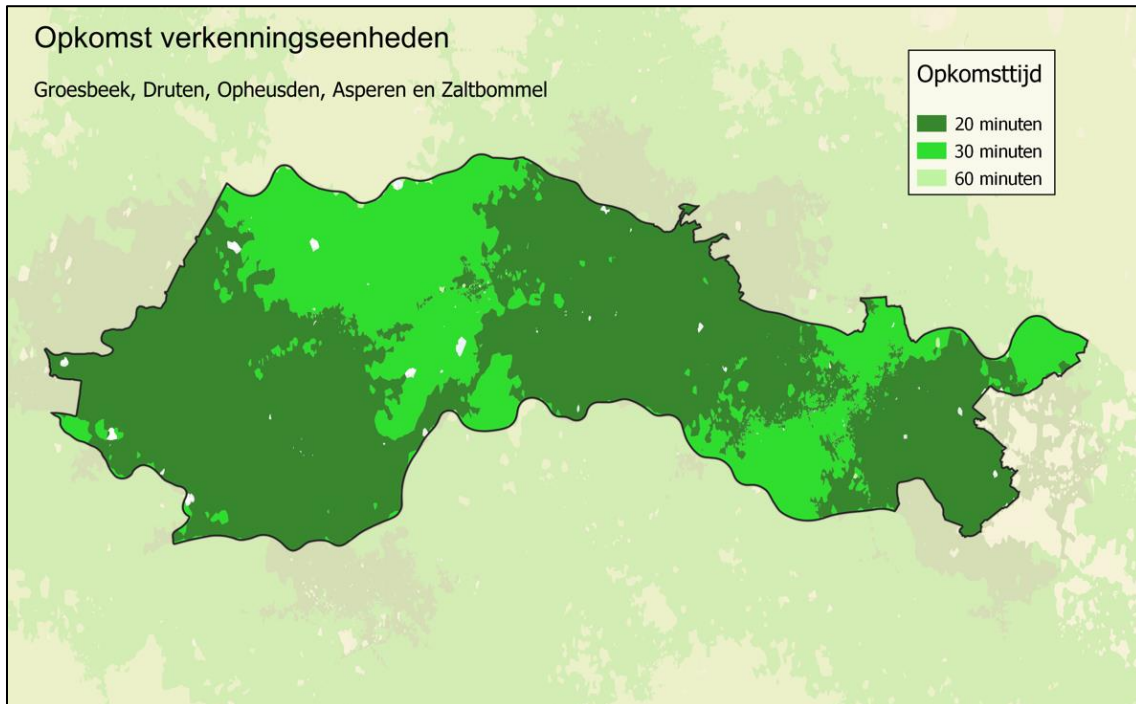 Opkomst verkenningseenheden
Groesbeek, Druten, Opheusden, Asperen en Zaltbommel
Opkomsttijd
20 minuten
30 minuten
60 minuten